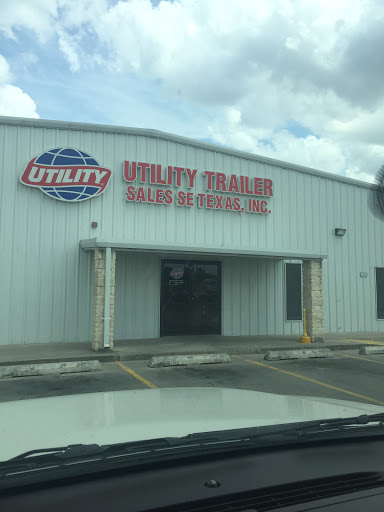 UTILITY
UTILITY TRAILER
SALES SE TEXAS, INC.